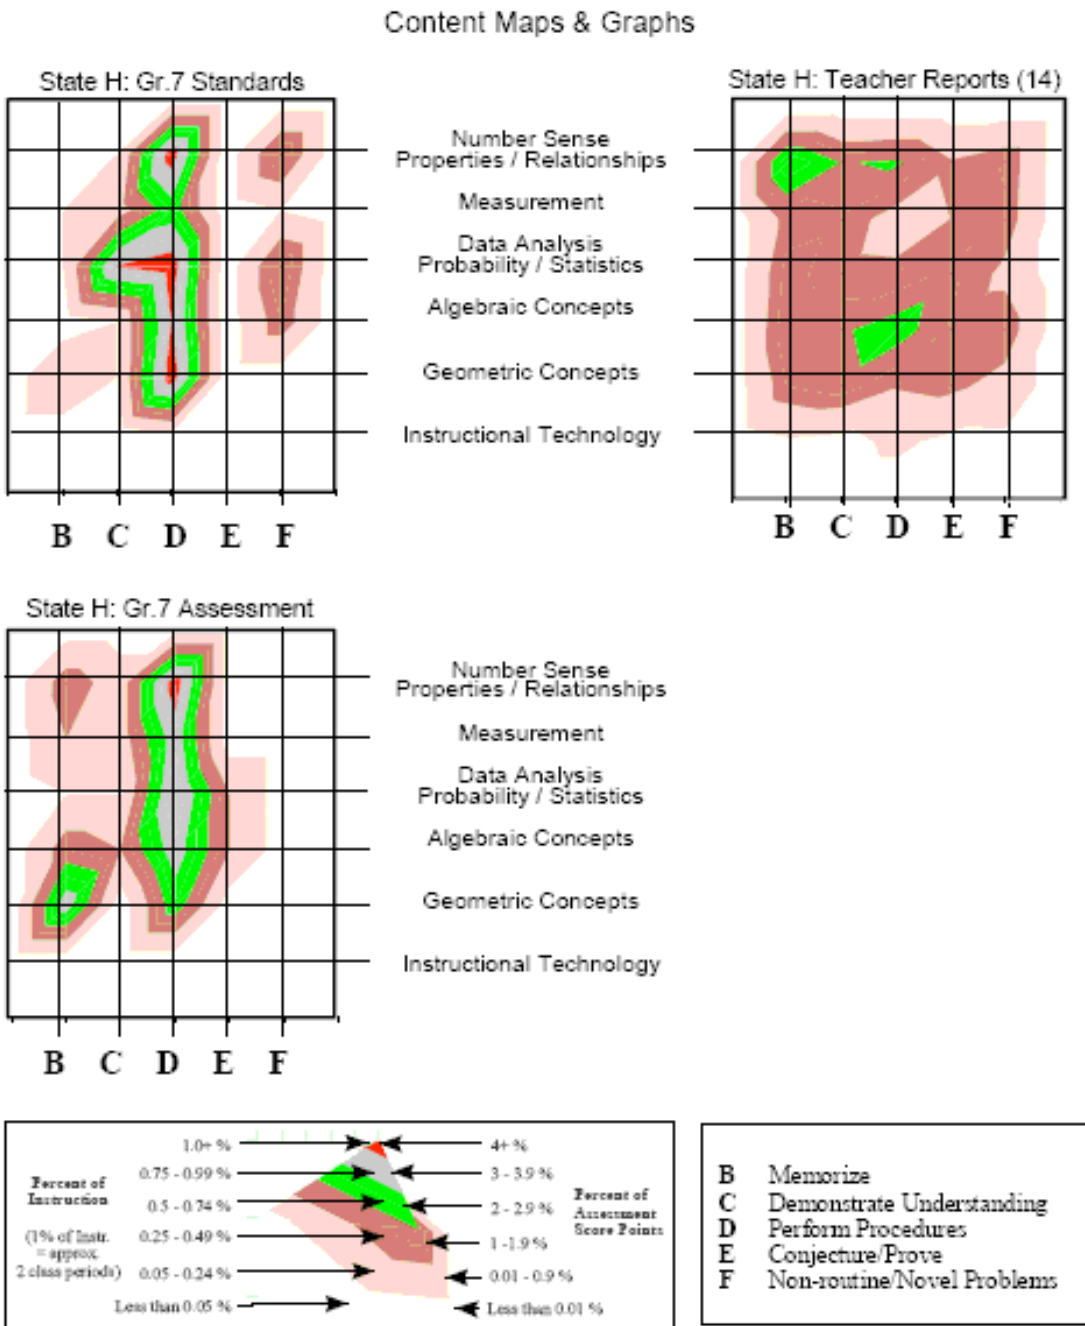 Content Maps & Graphs
State H: Gr.7 Standards
State H: Teacher Reports (14)
Number Sense
Properties / Relationships
Measurement
Data Analysis
Probability / Statistics
Algebraic Concepts
Geometric Concepts
Instructional Technology
B C D E F
B C D E F
State H: Gr.7 Assessment
Number Sense
Properties / Relationships
Measurement
Data Analysis
Probability / Statistics
Algebraic Concepts
Geometric Concepts
Instructional Technology
B C D E F
Percent of
Instruction
(1% of Instr.
= approx.
2 class periods)
1.0+ %
0.75 - 0.99 %
0.5 - 0.74 %
0.25 - 0.49 %
0.05 - 0.24 %
Less than 0.05 %
4+ %
3 - 3.9 %
2 - 2.9 %
1 -1.9 %
0.01 - 0.9 %
Less than 0.01 %
Percent of
Assessment
Score Points
B Memorize
C Demonstrate Understanding
D Perform Procedures
E Conjecture/Prove
F Non-routine/Novel Problems